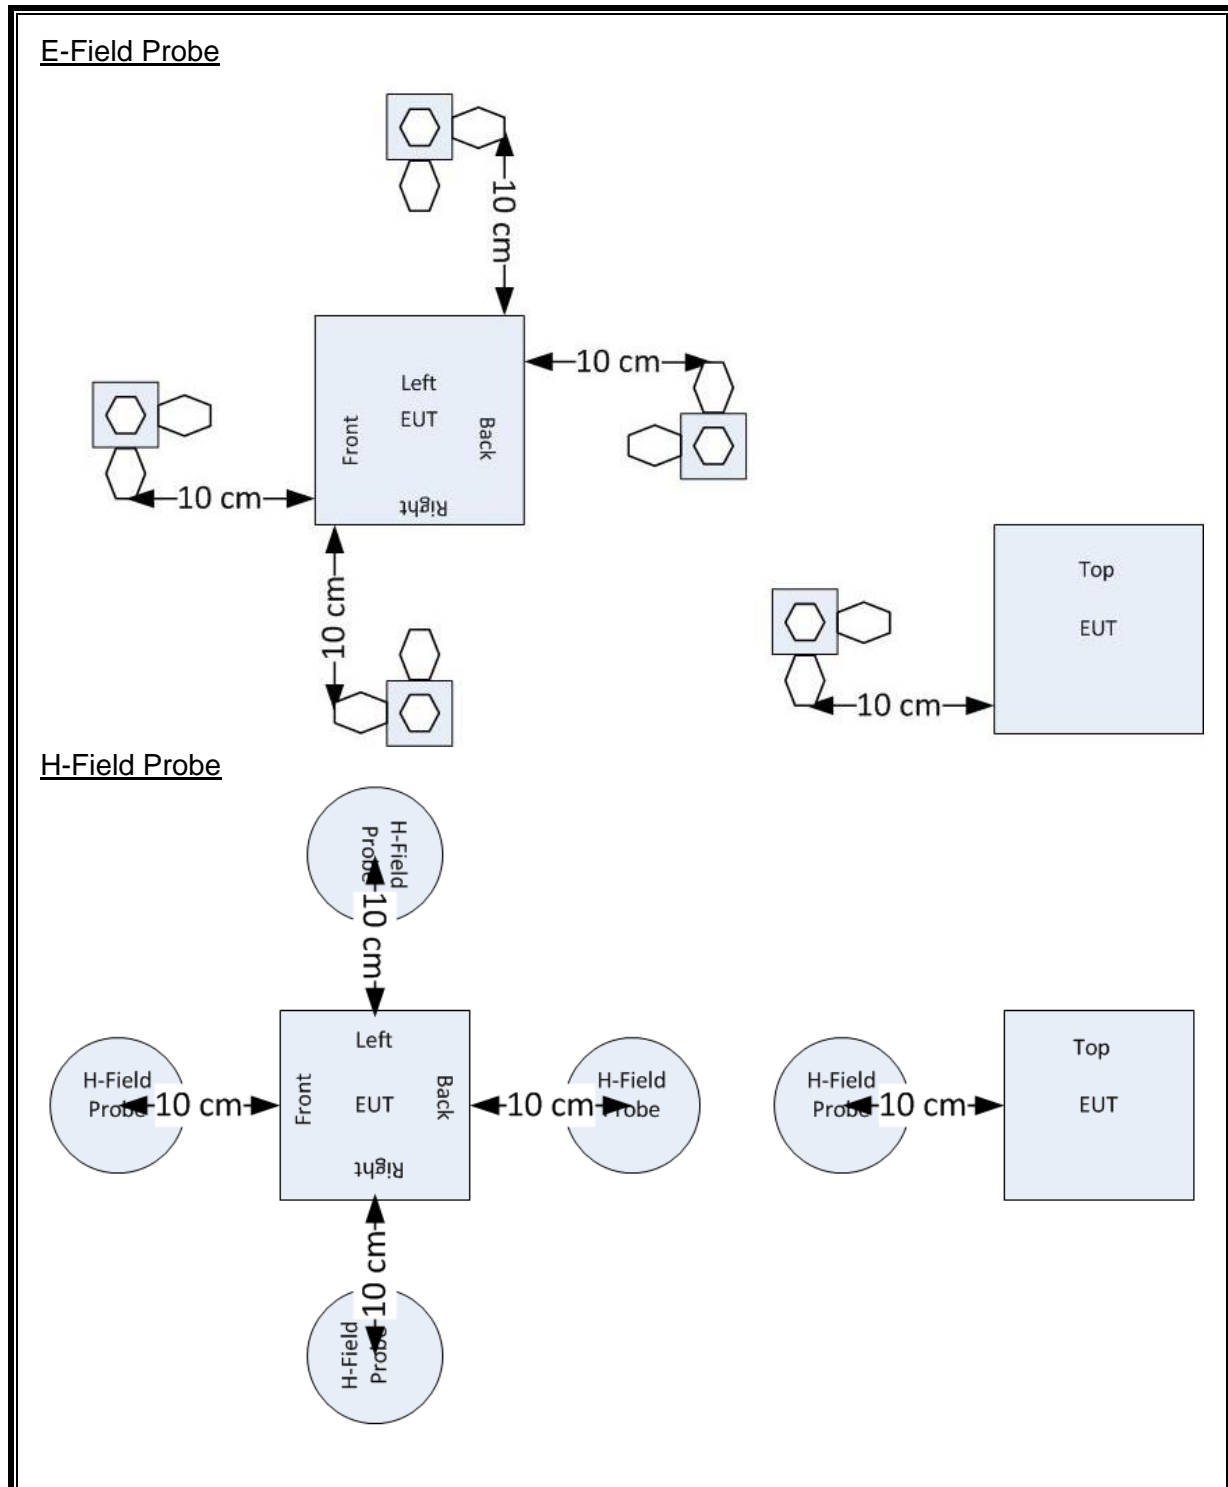 E-Field Probe
10 cm
10 cm
Left
EUT
Front
Back
Right
10 cm
10 cm
Top
EUT
10 cm
H-Field Probe
H-Field
Probe
10 cm
Left
Front
EUT
Back
Right
H-Field
Probe
10 cm
10 cm
H-Field
Probe
H-Field
Probe
10 cm
Top
EUT
10 cm
H-Field
Probe